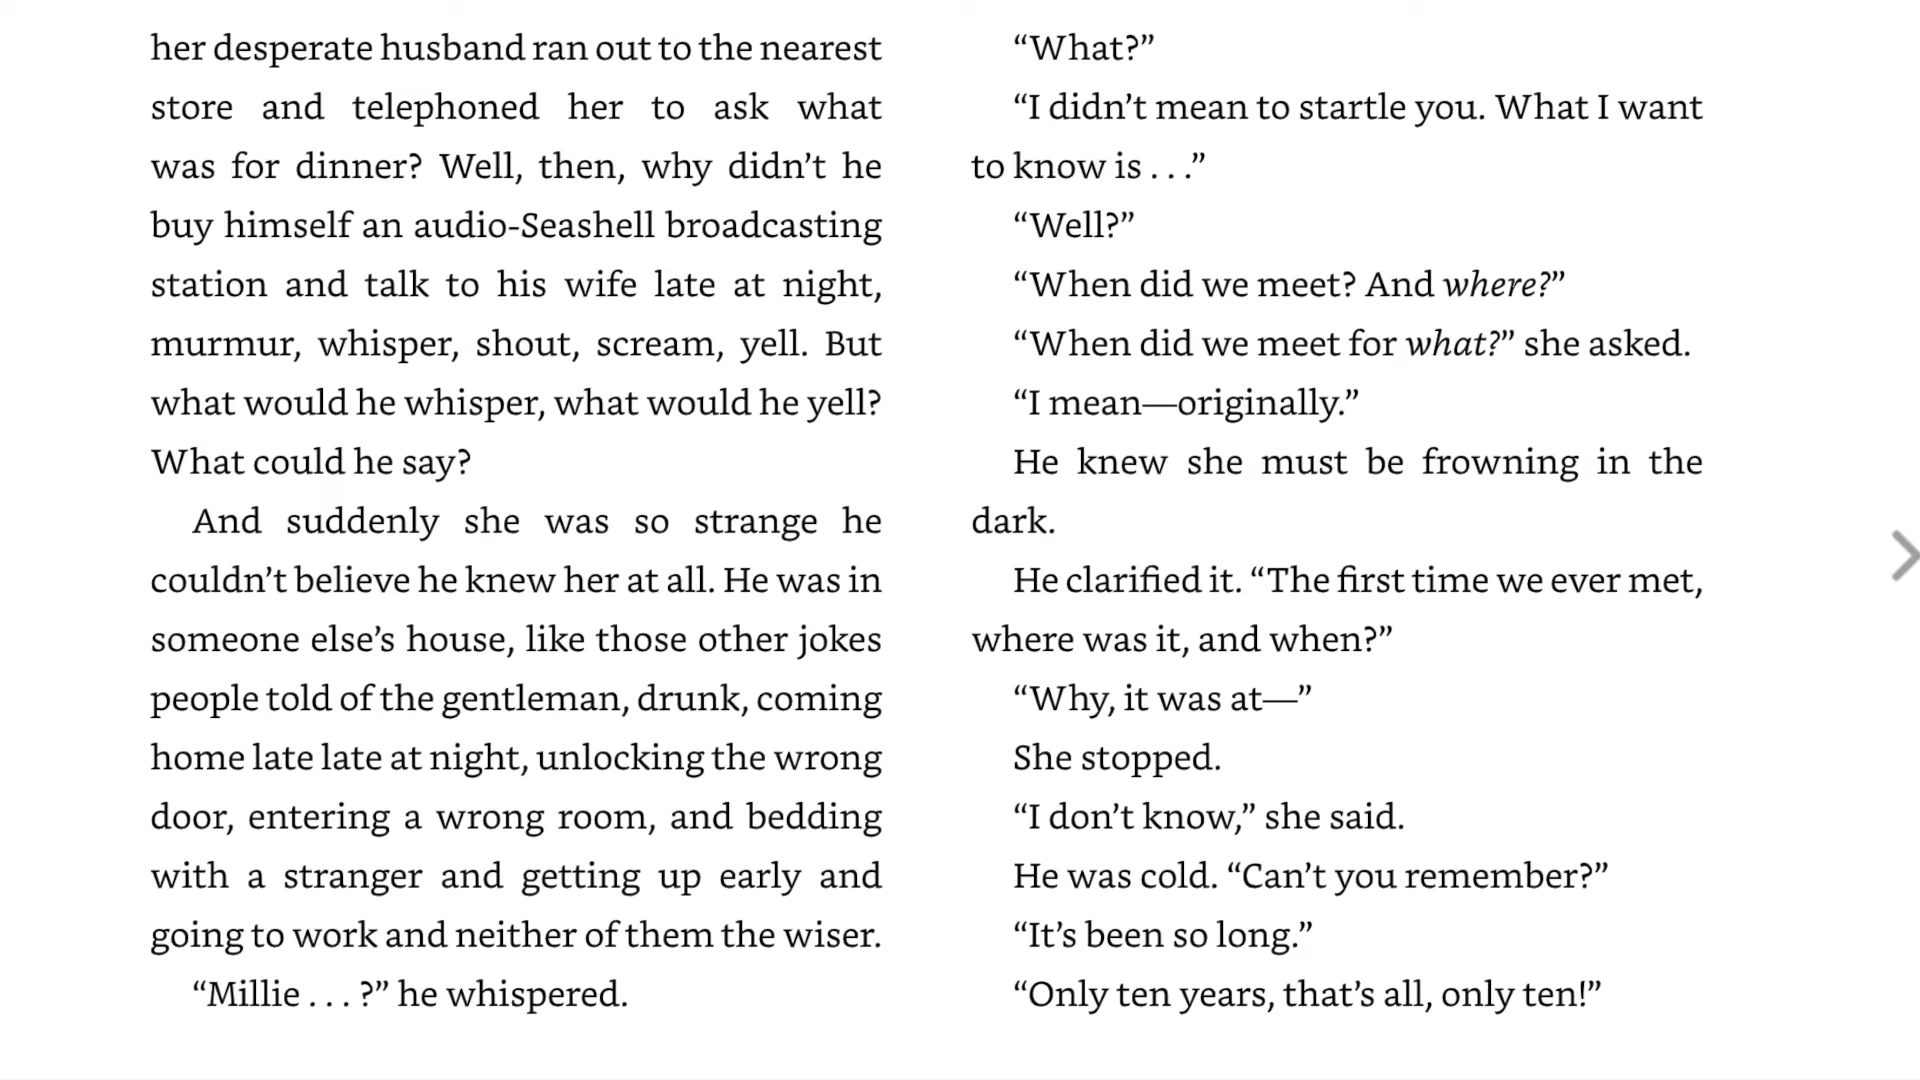 her desperate husband ran out to the nearest
store and telephoned her to ask what
was for dinner? Well, then, why didn’t he
buy himself an audio-Seashell broadcasting
station and talk to his wife late at night,
murmur, whisper, shout, scream, yell. But
what would he whisper, what would he yell?
What could he say?
And suddenly she was so strange he
couldn’t believe he knew her at all. He was in
someone else’s house, like those other jokes
people told of the gentleman, drunk, coming
home late late at night, unlocking the wrong
door, entering a wrong room, and bedding
with a stranger and getting up early and
going to work and neither of them the wiser.
“Millie . . . ?” he whispered.
“What?”
“I didn’t mean to startle you. What I want
to know is . . .”
“Well?”
“When did we meet? And where?”
“When did we meet for what?” she asked.
“I mean—originally.”
He knew she must be frowning in the
dark.
He clarified it. “The first time we ever met,
where was it, and when?”
“Why, it was at—”
She stopped.
“I don’t know,” she said.
He was cold. “Can’t you remember?”
“It’s been so long.”
“Only ten years, that’s all, only ten!”